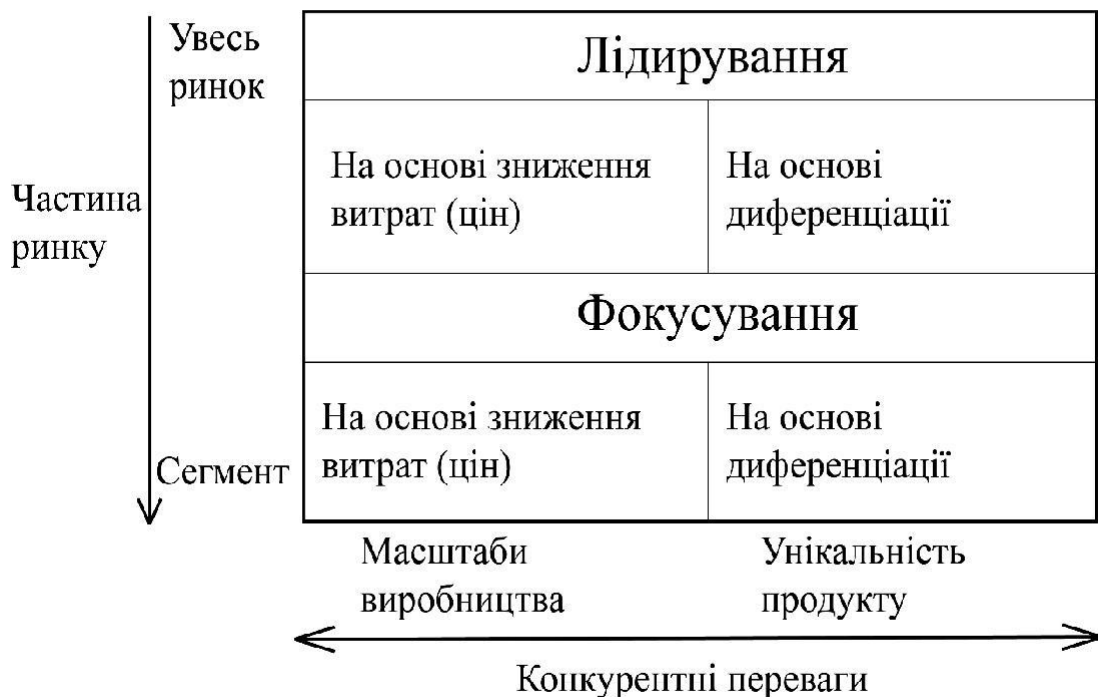 Увесь
ринок
Лідирування
На основі зниження
витрат (цін)
На основі
диференціації
Частина
ринку
Фокусування
На основі зниження
витрат (цін)
На основі
диференціації
Сегмент
Масштаби
виробництва
Унікальність
продукту
Конкурентні переваги